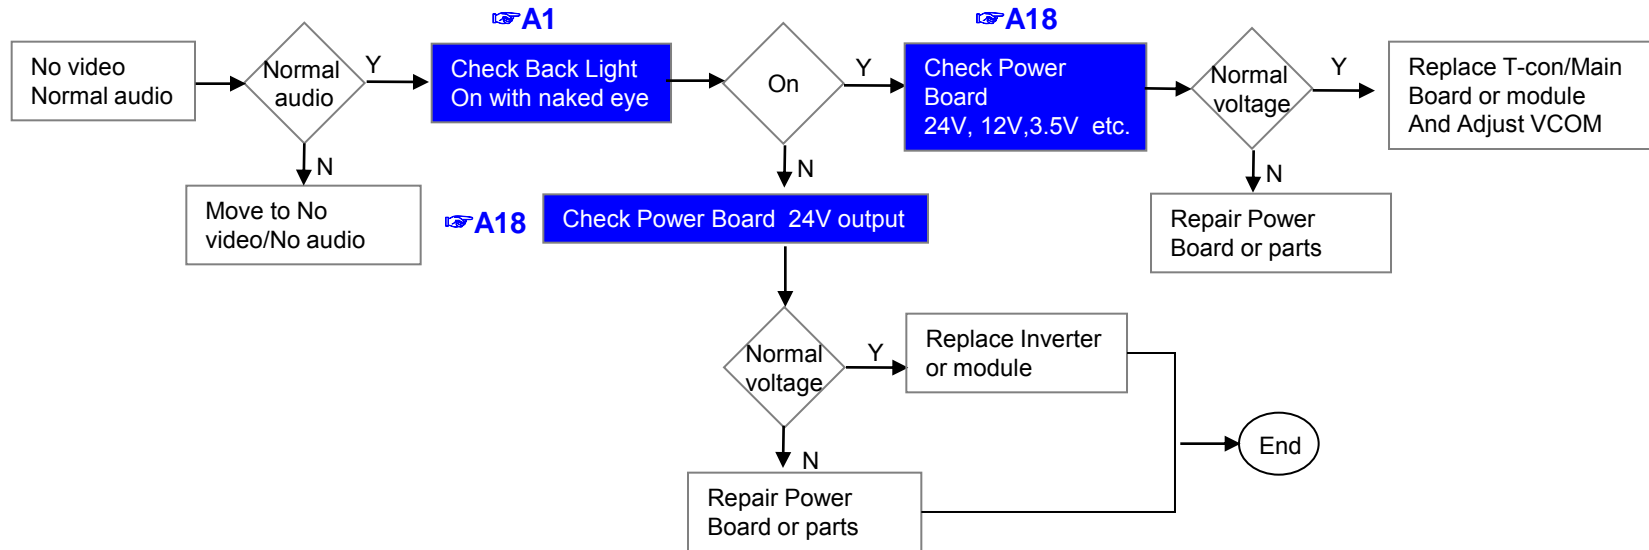 ☞A1
☞A18
No video
Normal audio
Normal
audio
Y
Check Back Light
On with naked eye
On
Y
Check Power
Board
24V, 12V,3.5V etc.
Normal
voltage
Y
Replace T-con/Main
Board or module
And Adjust VCOM
N
Move to No
video/No audio
N
☞A18
Check Power Board 24V output
N
Repair Power
Board or parts
Normal
voltage
Y
Replace Inverter
or module
N
Repair Power
Board or parts
End